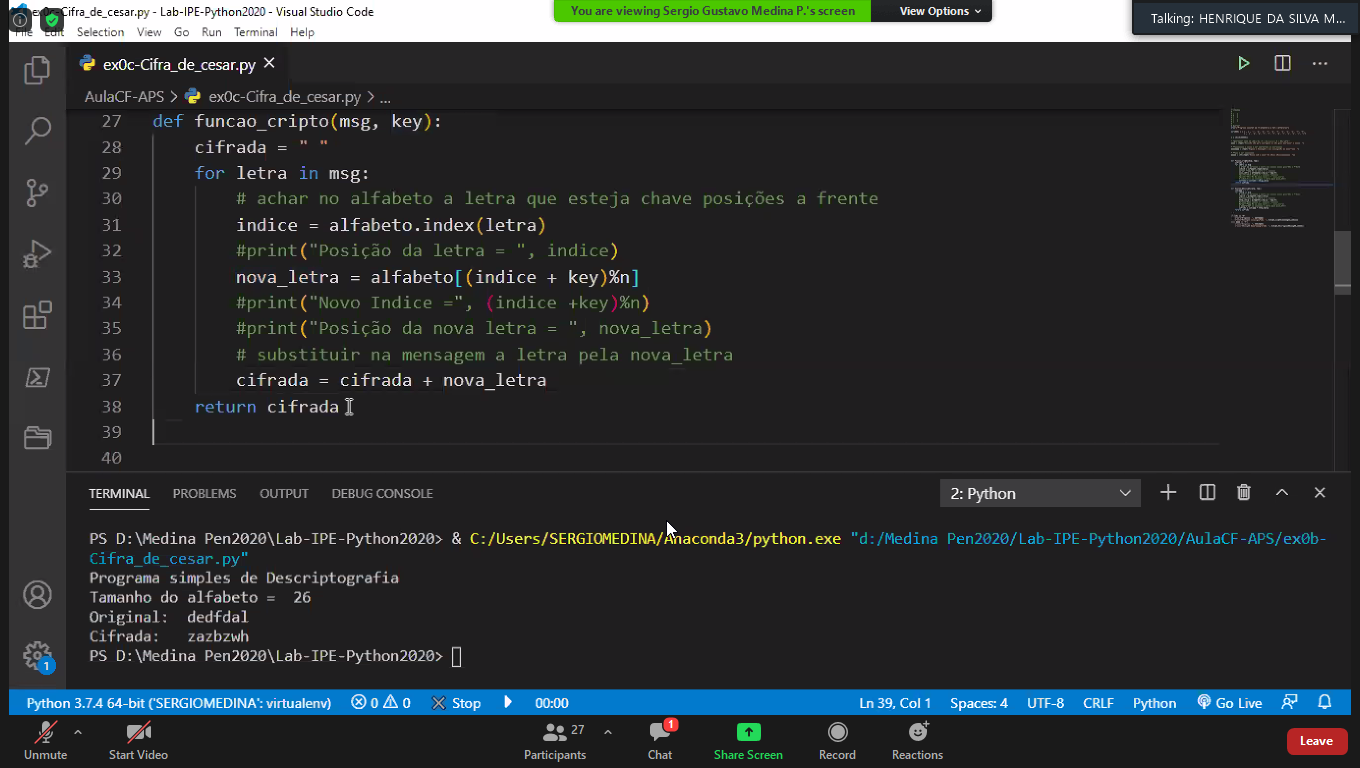 ex0c-Cifra_de_cesar.py - Lab-IPE-Python2020 - Visual Studio Code
You are viewing Sergio Gustavo Medina P.'s screen
View Options
Talking: HENRIQUE DA SILVA M...
File Edit Selection View Go Run Terminal Help
ex0c-Cifra_de_cesar.py
AulaCF-APS > ex0c-Cifra_de_cesar.py > ...
27 def funcao_cripto(msg, key):
28 cifrada = " "
29 for letra in msg:
30 # achar no alfabeto a letra que esteja chave posições a frente
31 indice = alfabeto.index(letra)
32 #print("Posição da letra = ", indice)
33 nova_letra = alfabeto[(indice + key)%n]
34 #print("Novo Indice =", (indice +key)%n)
35 #print("Posição da nova letra = ", nova_letra)
36 # substituir na mensagem a letra pela nova_letra
37 cifrada = cifrada + nova_letra
38 return cifrada
39
40
TERMINAL PROBLEMS OUTPUT DEBUG CONSOLE
2: Python
PS D:\Medina Pen2020\Lab-IPE-Python2020> & C:/Users/SERGIOMEDINA/Anaconda3/python.exe "d:/Medina Pen2020/Lab-IPE-Python2020/AulaCF-APS/ex0b-
Cifra_de_cesar.py"
Programa simples de Descriptografia
Tamanho do alfabeto =  26
Original:  dedfdal
Cifrada:   zazbzwh
PS D:\Medina Pen2020\Lab-IPE-Python2020>
1
Python 3.7.4 64-bit ('SERGIOMEDINA': virtualenv) 0 0 Stop 00:00 Ln 39, Col 1 Spaces: 4 UTF-8 CRLF Python Go Live
27
1
Unmute Start Video Participants Chat Share Screen Record Reactions Leave